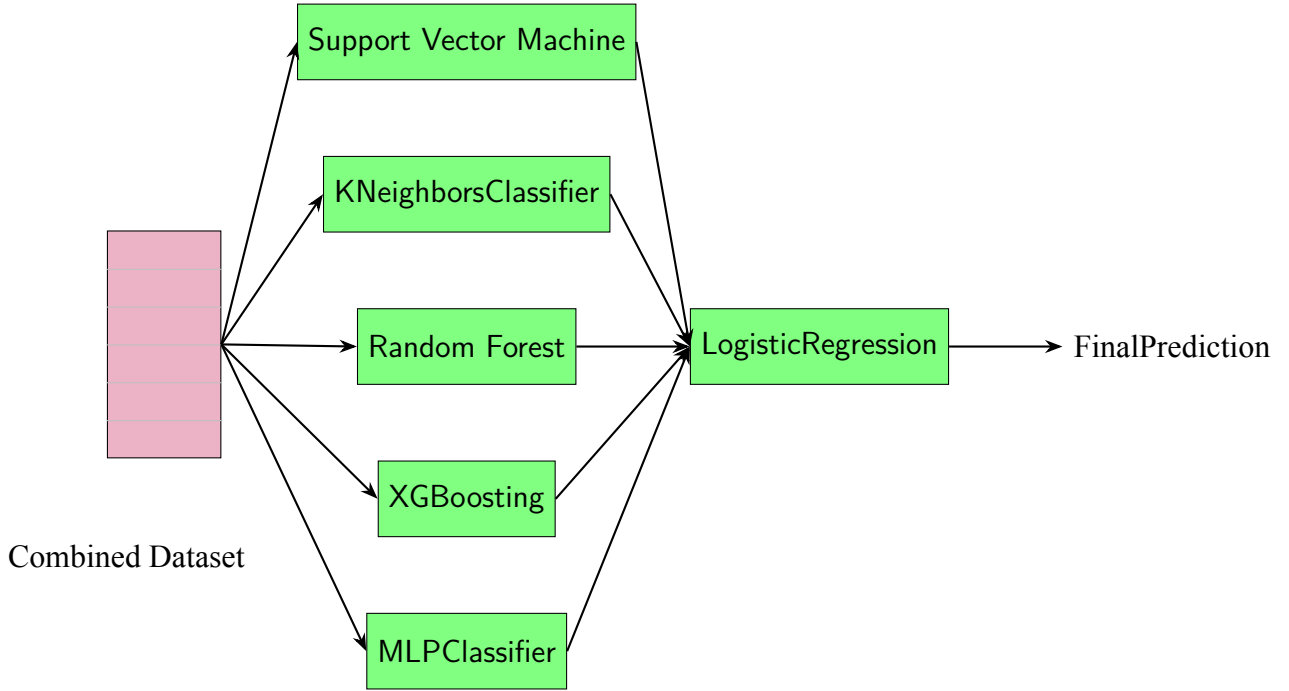 Support Vector Machine
KNeighborsClassifier
Random Forest
LogisticRegression
FinalPrediction
XGBoosting
Combined Dataset
MLPClassifier